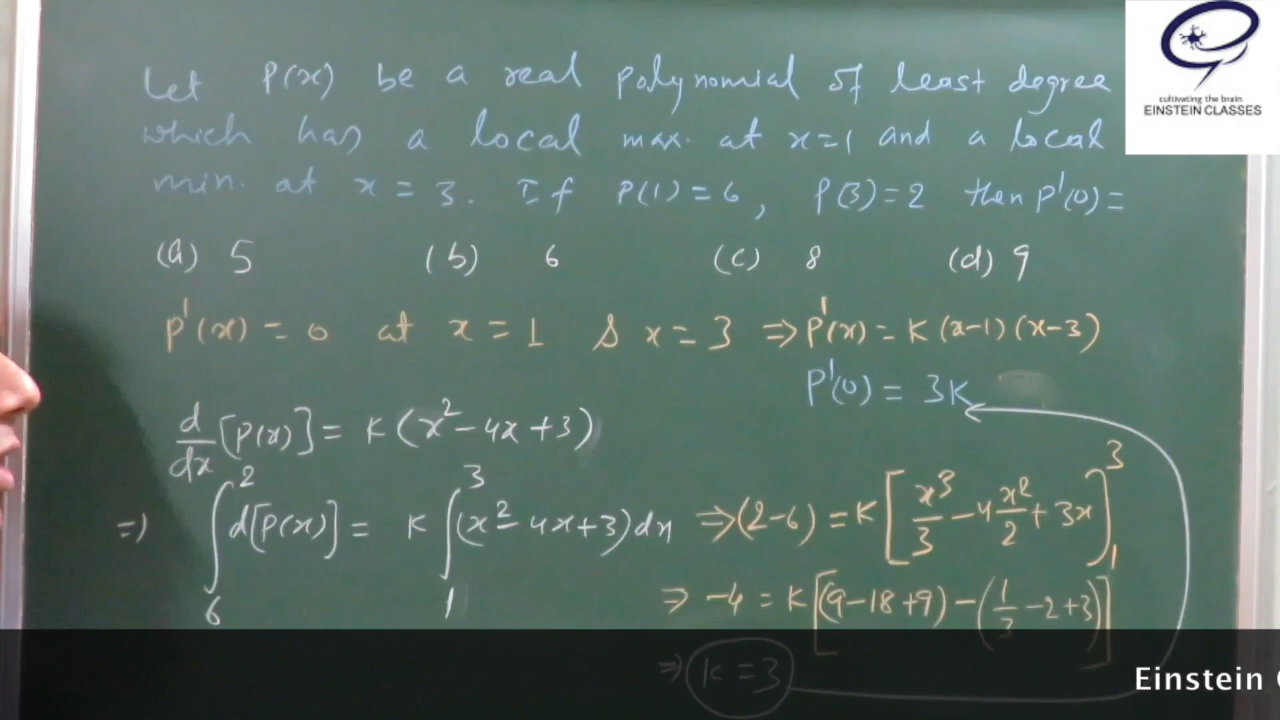 Let P(x) be a real polynomial of least degree
which has a local max. at x=1 and a local
min. at x = 3. If P(1)=6, P(3)=2 then P'(0)=
(a) 5 (b) 6 (c) 8 (d) 9
P'(x) = 0 at x = 1 & x = 3 ⇒ P'(x) = K(x-1)(x-3)
P'(0) = 3K
d/dx [P(x)] = K(x² - 4x + 3)
⇒ ∫₆² d[P(x)] = K ∫₁³ (x² - 4x + 3)dx ⇒ (2-6) = K [x³/3 - 4x²/2 + 3x]₁³
⇒ -4 = K[(9-18+9) - (1/3 - 2 + 3)]
⇒ K = 3
cultivating the brain
EINSTEIN CLASSES
Einstein